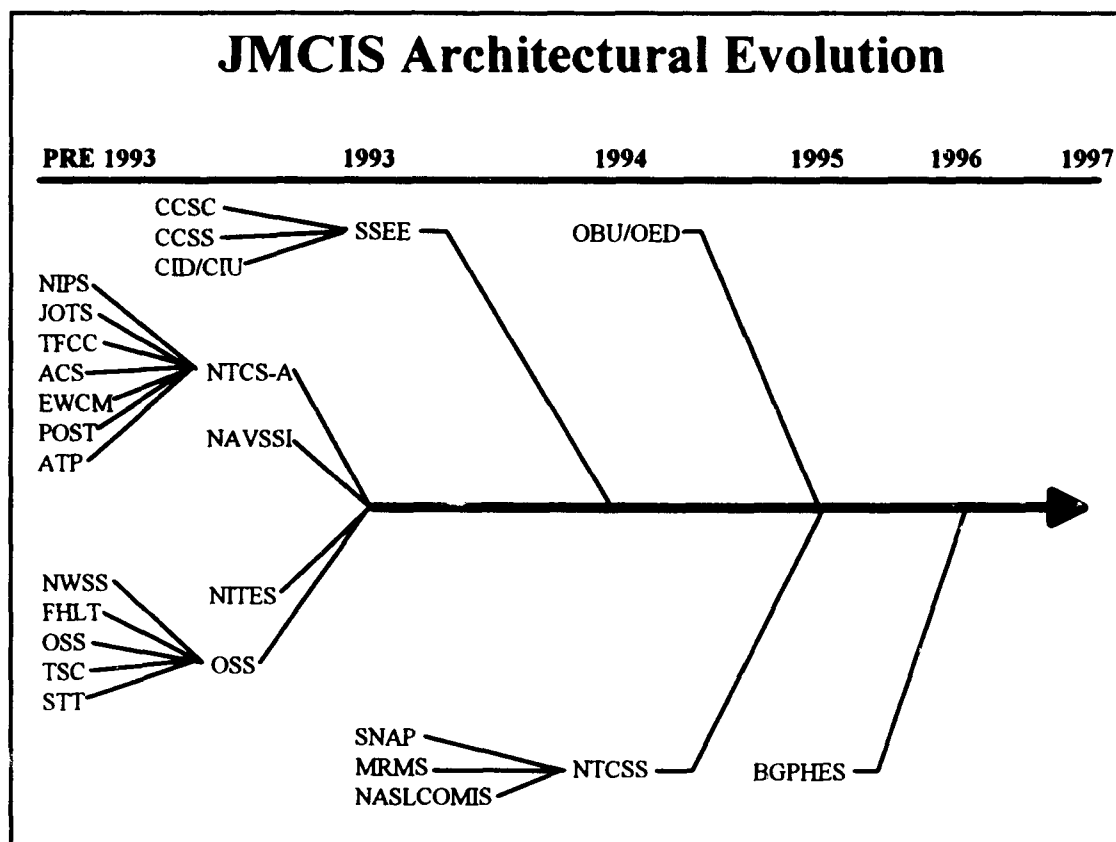 JMCIS Architectural Evolution
PRE 1993 1993 1994 1995 1996 1997
CCSC
CCSS
CID/CIU
SSEE
OBU/OED
NIPS
JOTS
TFCC
ACS
EWCM
POST
ATP
NTCS-A
NAVSSI
NWSS
FHLT
OSS
TSC
STT
NITES
OSS
SNAP
MRMS
NASLCOMIS
NTCSS
BGPHES